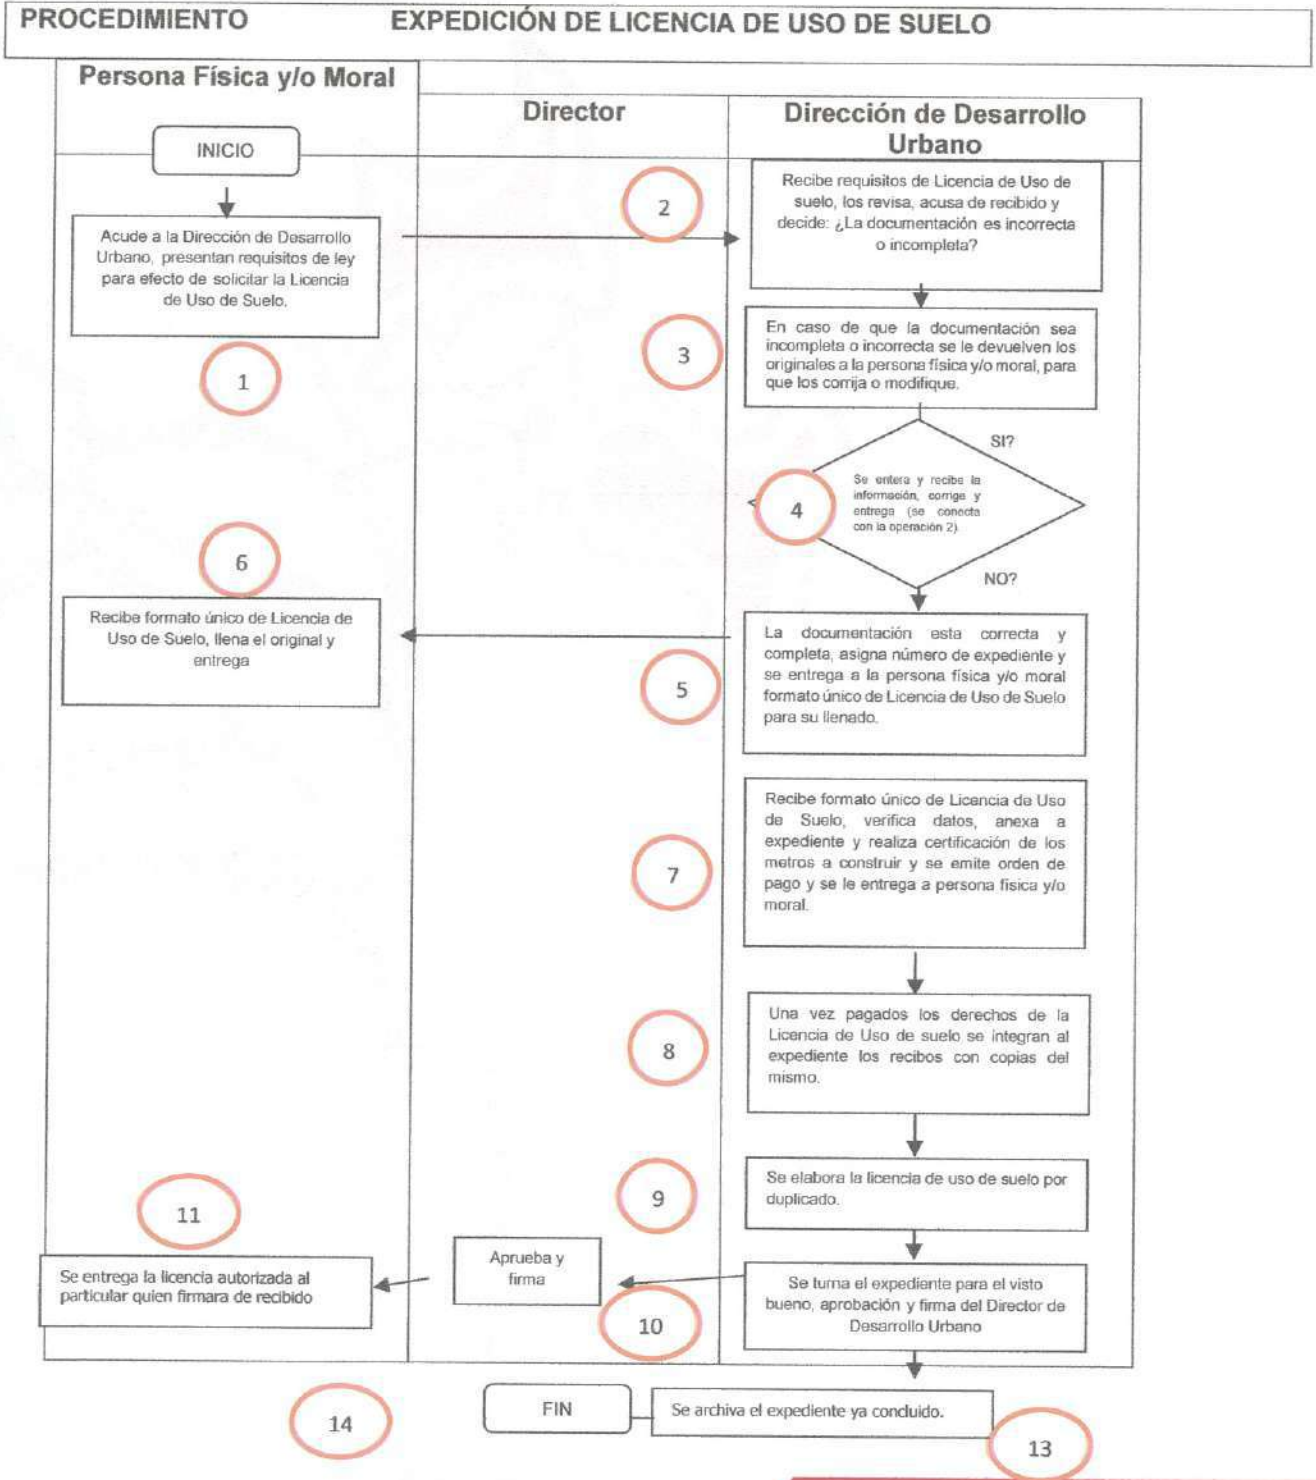 PROCEDIMIENTO EXPEDICIÓN DE LICENCIA DE USO DE SUELO
Persona Física y/o Moral
Director
Dirección de Desarrollo
Urbano
INICIO
Acude a la Dirección de Desarrollo
Urbano, presentan requisitos de ley
para efecto de solicitar la Licencia
de Uso de Suelo.
1
2
Recibe requisitos de Licencia de Uso de
suelo, los revisa, acusa de recibido y
decide: ¿La documentación es incorrecta
o incompleta?
3
En caso de que la documentación sea
incompleta o incorrecta se le devuelven los
originales a la persona física y/o moral, para
que los corrija o modifique.
SI?
4
Se entera y recibe la
información, corrige y
entrega (se conecta
con la operación 2).
NO?
6
Recibe formato único de Licencia de
Uso de Suelo, llena el original y
entrega
5
La documentación esta correcta y
completa, asigna número de expediente y
se entrega a la persona física y/o moral
formato único de Licencia de Uso de Suelo
para su llenado.
7
Recibe formato único de Licencia de Uso
de Suelo, verifica datos, anexa a
expediente y realiza certificación de los
metros a construir y se emite orden de
pago y se le entrega a persona física y/o
moral.
8
Una vez pagados los derechos de la
Licencia de Uso de suelo se integran al
expediente los recibos con copias del
mismo.
9
Se elabora la licencia de uso de suelo por
duplicado.
10
Se turna el expediente para el visto
bueno, aprobación y firma del Director de
Desarrollo Urbano
Aprueba y
firma
11
Se entrega la licencia autorizada al
particular quien firmara de recibido
14
FIN
Se archiva el expediente ya concluido.
13